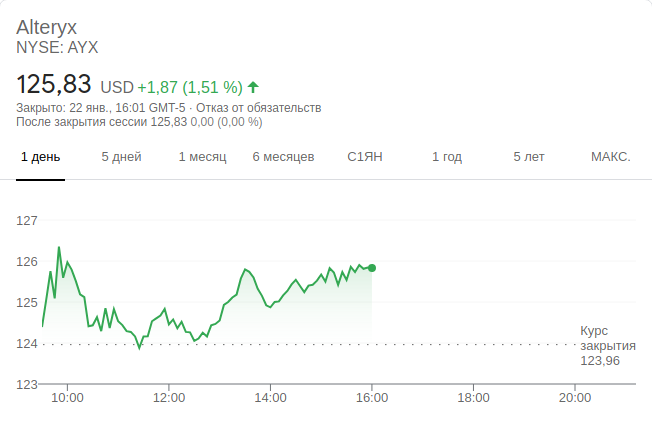 Alteryx
NYSE: AYX
125,83 USD +1,87 (1,51 %)
Закрыто: 22 янв., 16:01 GMT-5 · Отказ от обязательств
После закрытия сессии 125,83 0,00 (0,00 %)
1 день 5 дней 1 месяц 6 месяцев С1ЯН 1 год 5 лет МАКС.
127
126
125
124
123
Курс
закрытия
123,96
10:00 12:00 14:00 16:00 18:00 20:00